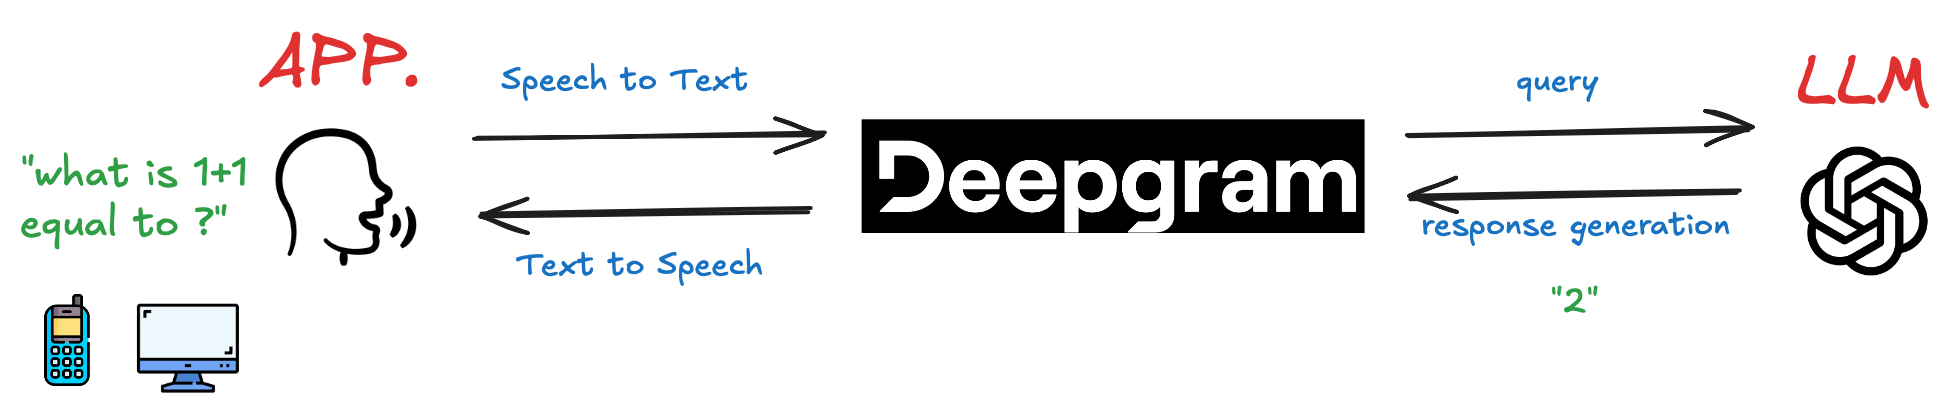 APP.
Speech to Text
query
LLM
"what is 1+1
equal to ?"
Deepgram
Text to Speech
response generation
"2"